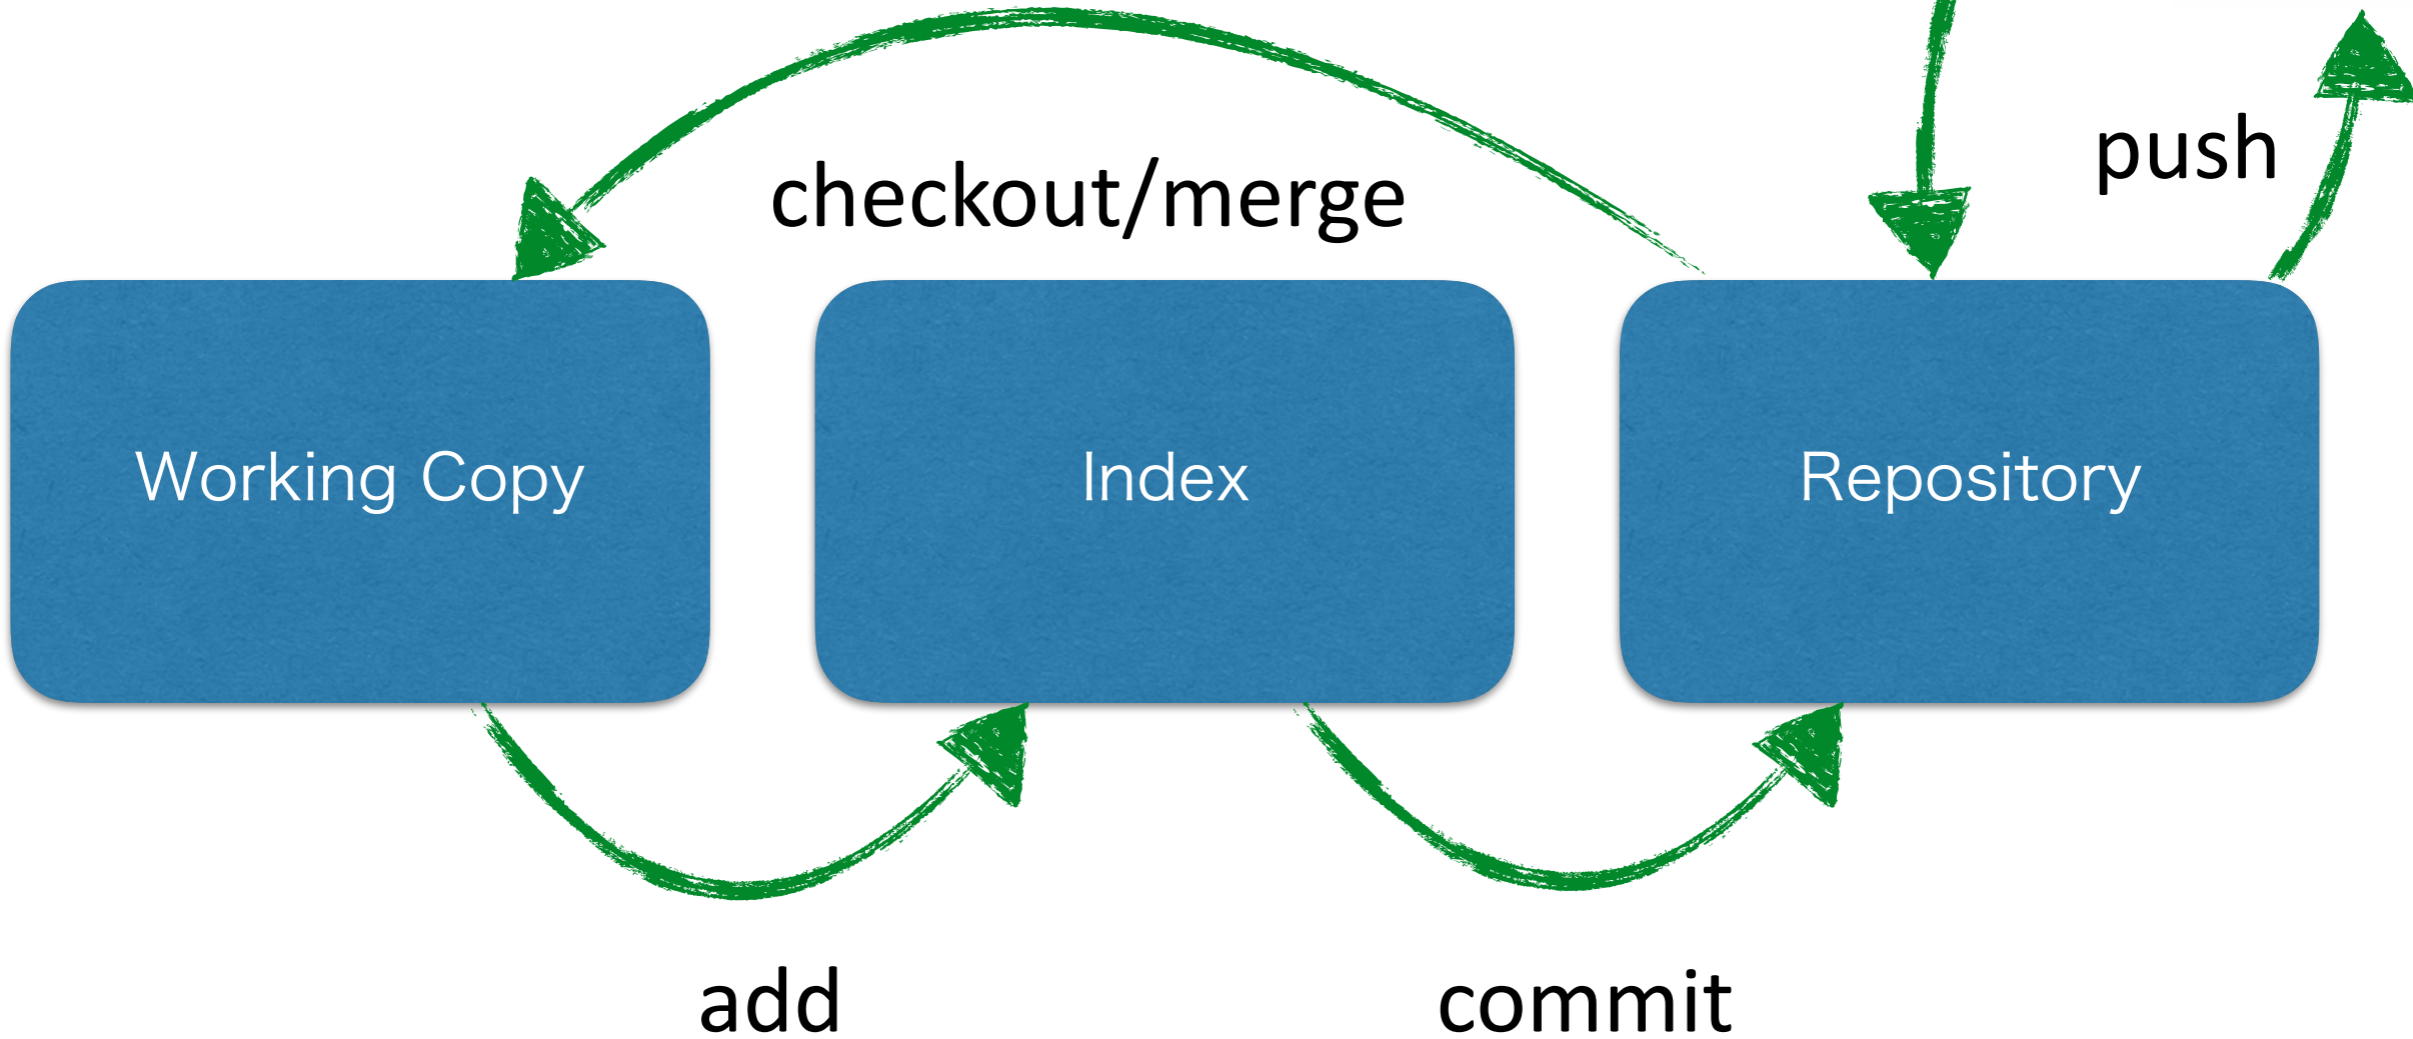 push
checkout/merge
Working Copy
Index
Repository
add
commit